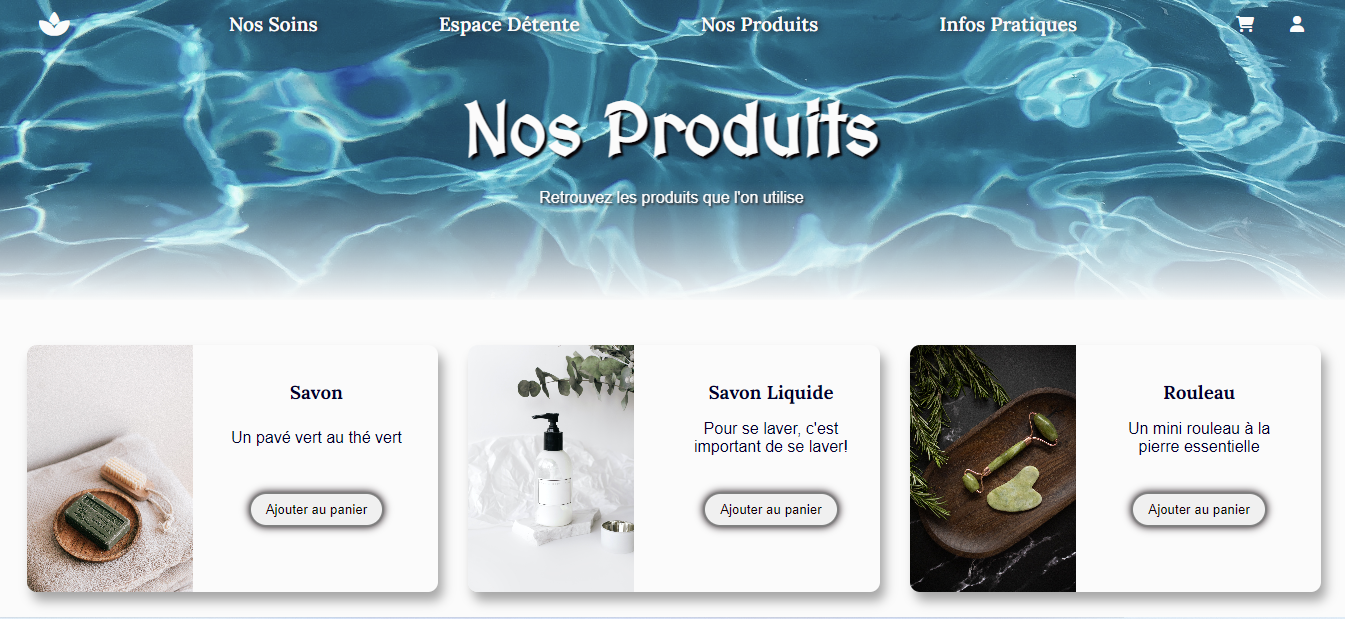 Nos Soins
Espace Détente
Nos Produits
Infos Pratiques
Nos Produits
Retrouvez les produits que l'on utilise
Savon
Un pavé vert au thé vert
Ajouter au panier
Savon Liquide
Pour se laver, c'est
important de se laver!
Ajouter au panier
Rouleau
Un mini rouleau à la
pierre essentielle
Ajouter au panier